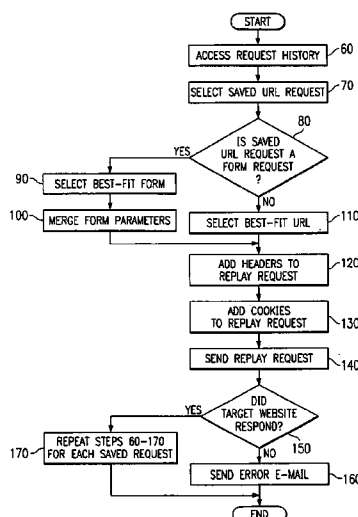 START
ACCESS REQUEST HISTORY
60
SELECT SAVED URL REQUEST
70
80
IS SAVED
URL REQUEST A
FORM REQUEST
?
YES
NO
90
SELECT BEST-FIT FORM
100
MERGE FORM PARAMETERS
SELECT BEST-FIT URL
110
ADD HEADERS TO
REPLAY REQUEST
120
ADD COOKIES
TO REPLAY REQUEST
130
SEND REPLAY REQUEST
140
DID
TARGET WEBSITE
RESPOND?
YES
150
NO
REPEAT STEPS 60-170
FOR EACH SAVED REQUEST
170
SEND ERROR E-MAIL
160
END